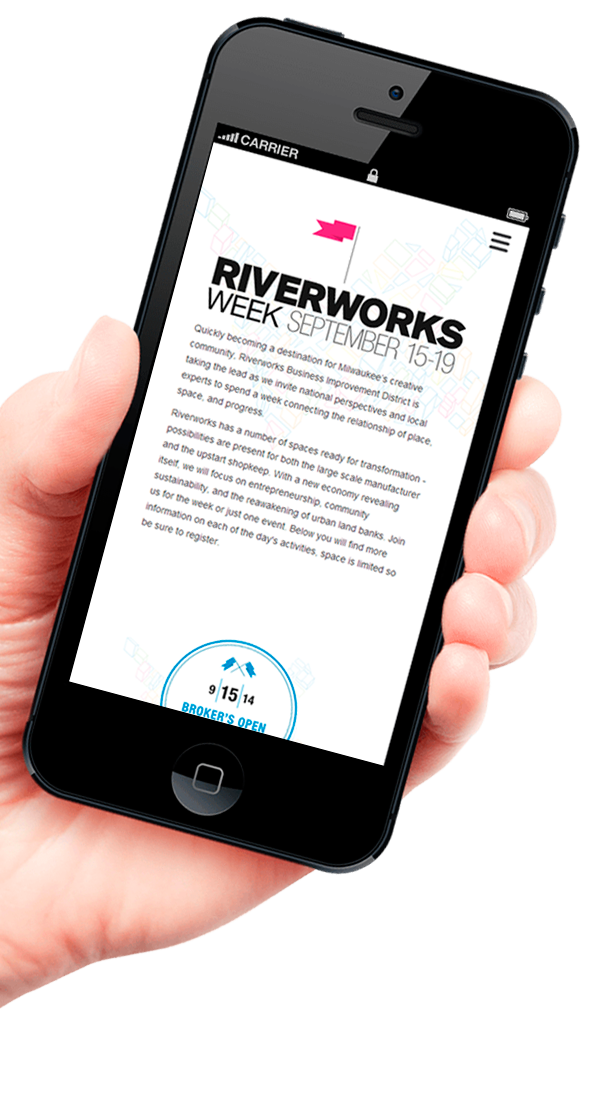 CARRIER
RIVERWORKS
WEEK SEPTEMBER 15-19
Quickly becoming a destination for Milwaukee's creative
community, Riverworks Business Improvement District is
taking the lead as we invite national perspectives and local
experts to spend a week connecting the relationship of place,
space, and progress.
Riverworks has a number of spaces ready for transformation -
possibilities are present for both the large scale manufacturer
and the upstart shopkeep. With a new economy revealing
itself, we will focus on entrepreneurship, community
sustainability, and the reawakening of urban land banks. Join
us for the week or just one event. Below you will find more
information on each of the day's activities, space is limited so
be sure to register.
9|15|14
BROKER'S OPEN